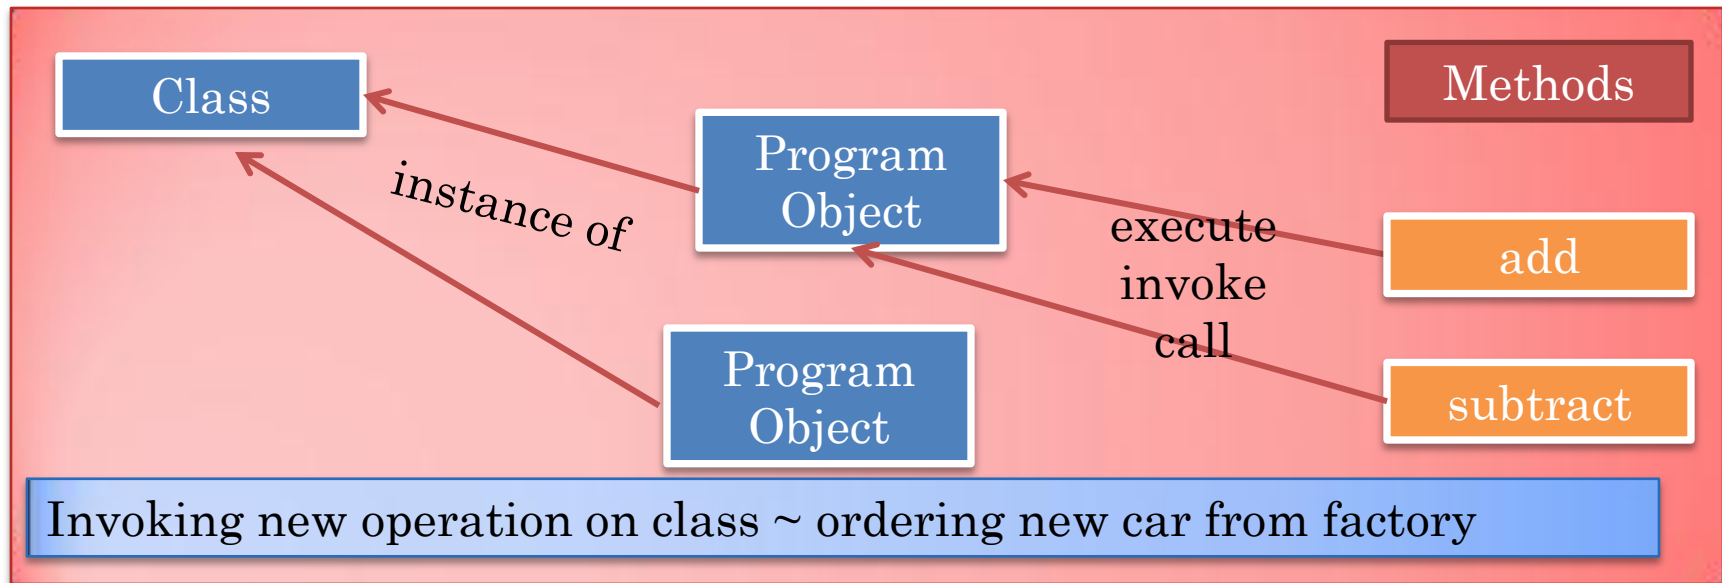 Class
Methods
Program
Object
instance of
execute
invoke
call
add
Program
Object
subtract
Invoking new operation on class ~ ordering new car from factory